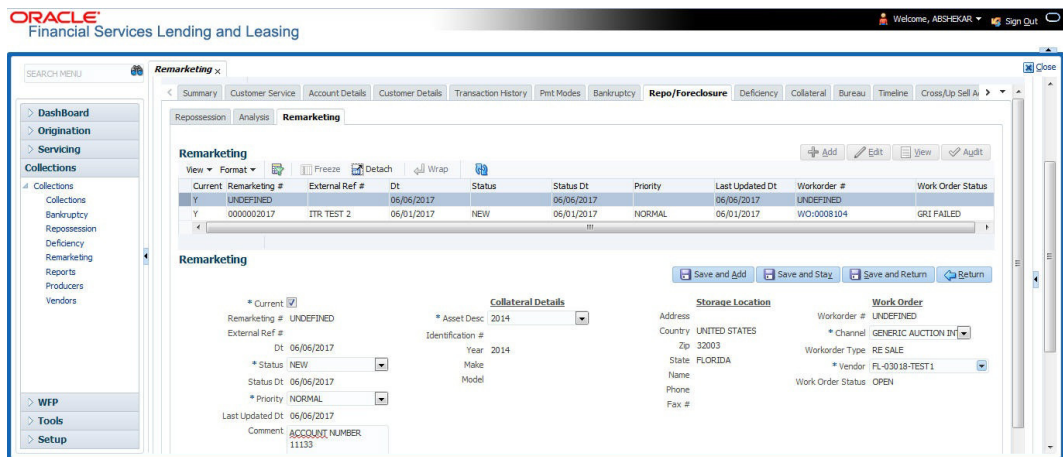 ORACLE
Financial Services Lending and Leasing
Welcome, ABSHEKAR Sign Out
Close
SEARCH MENU
DashBoard
Origination
Servicing
Collections
Collections
Collections
Bankruptcy
Repossession
Deficiency
Remarketing
Reports
Producers
Vendors
WFP
Tools
Setup
Remarketing x
Summary Customer Service Account Details Customer Details Transaction History Pmt Modes Bankruptcy Repo/Foreclosure Deficiency Collateral Bureau Timeline Cross/Up Sell
Repossession Analysis Remarketing
Remarketing
Add Edit View Audit
View Format Freeze Detach Wrap
Current Remarketing # External Ref # Dt Status Status Dt Priority Last Updated Dt Workorder # Work Order Status
Y UNDEFINED 06/06/2017 06/06/2017 06/06/2017 UNDEFINED
Y 0000002017 ITR TEST 2 06/01/2017 NEW 06/01/2017 NORMAL 06/01/2017 WO:0008104 GRI FAILED
Remarketing
Save and Add Save and Stay Save and Return Return
* Current
Remarketing # UNDEFINED
External Ref #
Dt 06/06/2017
* Status NEW
Status Dt 06/06/2017
* Priority NORMAL
Last Updated Dt 06/06/2017
Comment ACCOUNT NUMBER
11133
Collateral Details
* Asset Desc 2014
Identification #
Year 2014
Make
Model
Storage Location
Address
Country UNITED STATES
Zip 32003
State FLORIDA
Name
Phone
Fax #
Work Order
Workorder # UNDEFINED
* Channel GENERIC AUCTION INT
Workorder Type RE SALE
* Vendor FL-03018-TEST1
Work Order Status OPEN